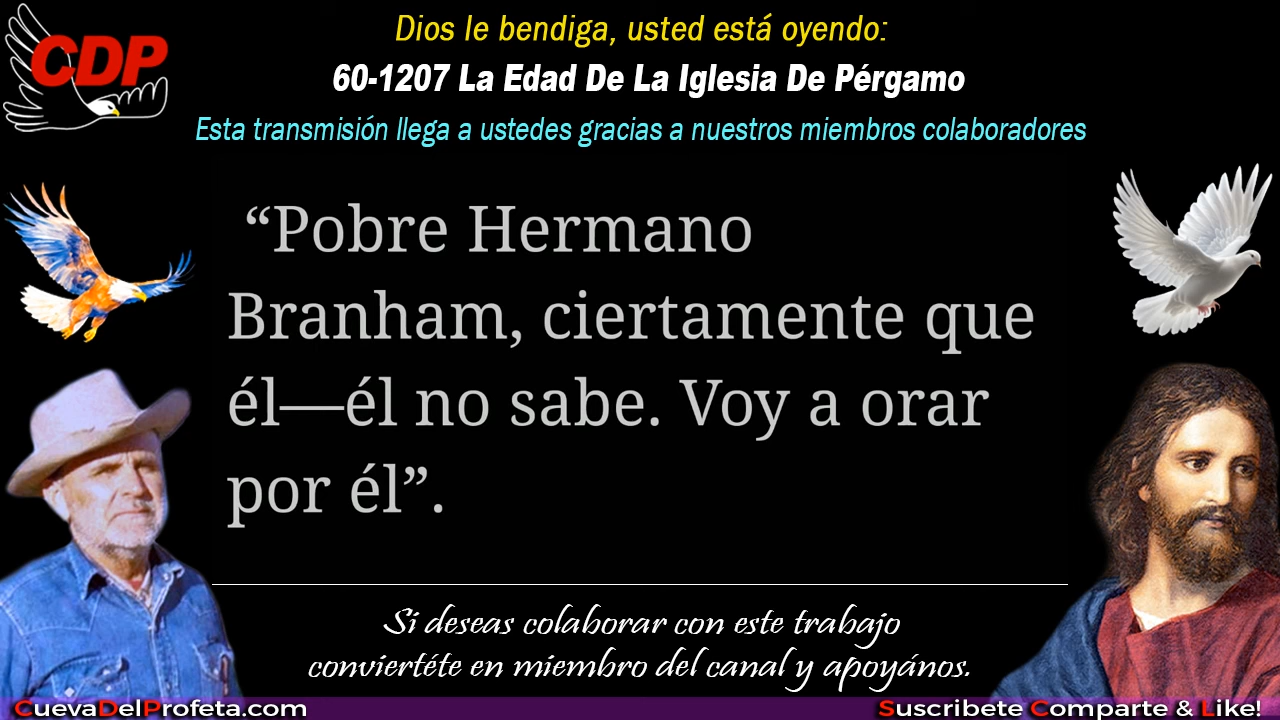 CDP
Dios le bendiga, usted está oyendo:
60-1207 La Edad De La Iglesia De Pérgamo
Esta transmisión llega a ustedes gracias a nuestros miembros colaboradores
“Pobre Hermano
Branham, ciertamente que
él—él no sabe. Voy a orar
por él”.
Si deseas colaborar con este trabajo
conviertéte en miembro del canal y apoyános.
CuevaDelProfeta.com
Suscribete Comparte & Like!